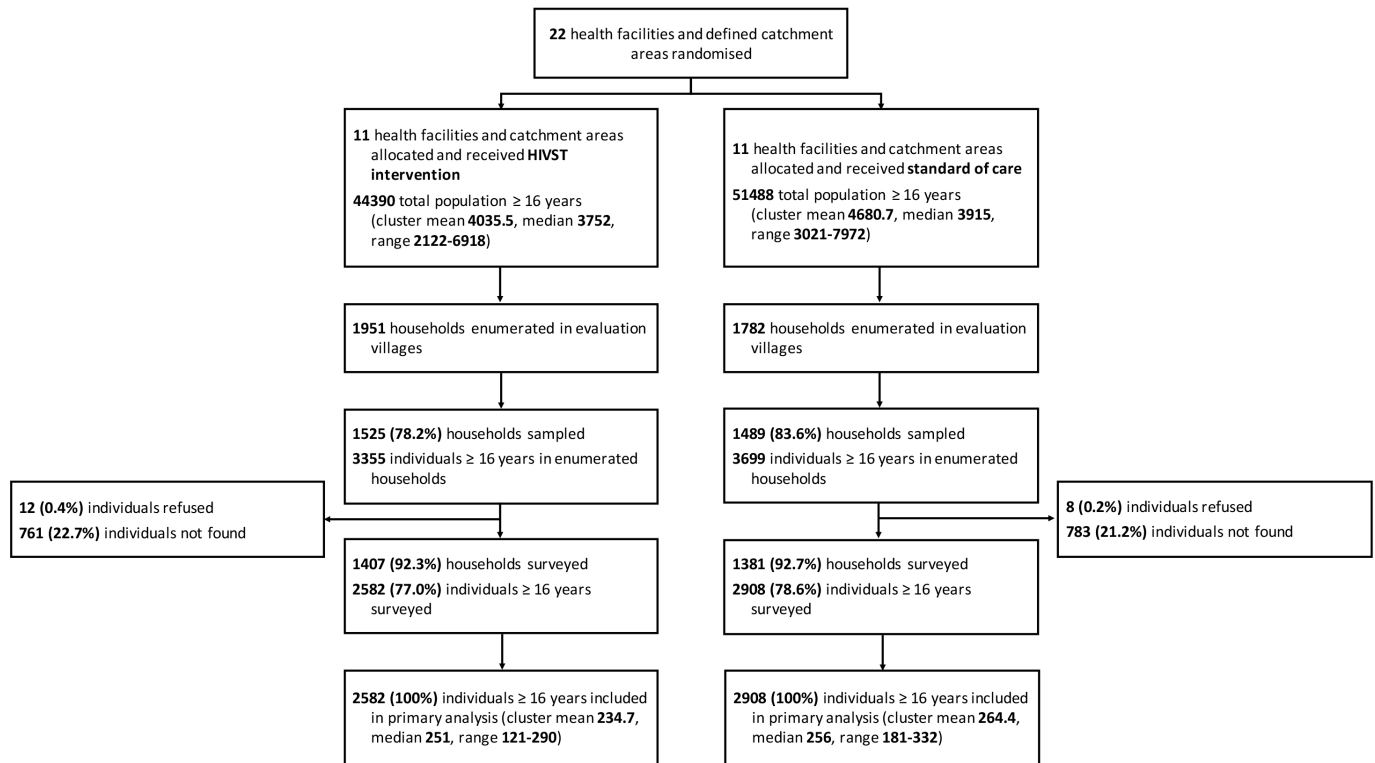 22 health facilities and defined catchment
areas randomised
11 health facilities and catchment areas
allocated and received HIVST
intervention
44390 total population ≥ 16 years
(cluster mean 4035.5, median 3752,
range 2122-6918)
11 health facilities and catchment areas
allocated and received standard of care
51488 total population ≥ 16 years
(cluster mean 4680.7, median 3915,
range 3021-7972)
1951 households enumerated in evaluation
villages
1782 households enumerated in evaluation
villages
1525 (78.2%) households sampled
3355 individuals ≥ 16 years in enumerated
households
1489 (83.6%) households sampled
3699 individuals ≥ 16 years in enumerated
households
12 (0.4%) individuals refused
761 (22.7%) individuals not found
8 (0.2%) individuals refused
783 (21.2%) individuals not found
1407 (92.3%) households surveyed
2582 (77.0%) individuals ≥ 16 years
surveyed
1381 (92.7%) households surveyed
2908 (78.6%) individuals ≥ 16 years
surveyed
2582 (100%) individuals ≥ 16 years included
in primary analysis (cluster mean 234.7,
median 251, range 121-290)
2908 (100%) individuals ≥ 16 years included
in primary analysis (cluster mean 264.4,
median 256, range 181-332)